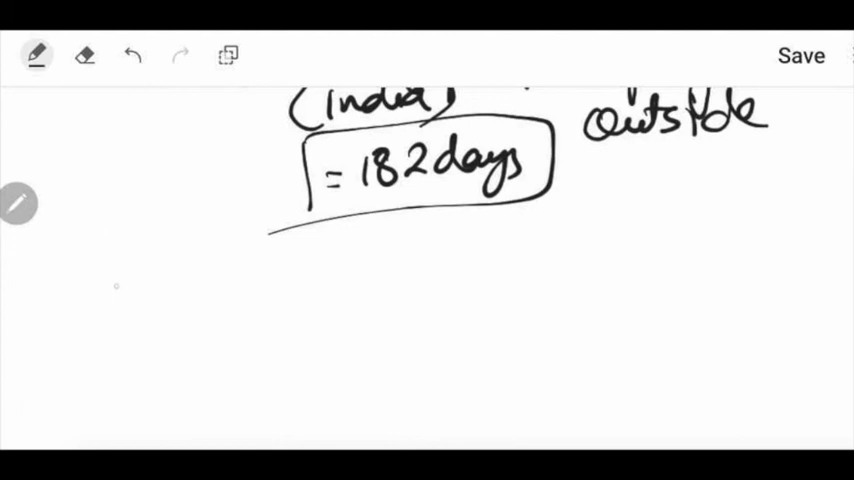 Save
(India)
outside
= 182 days